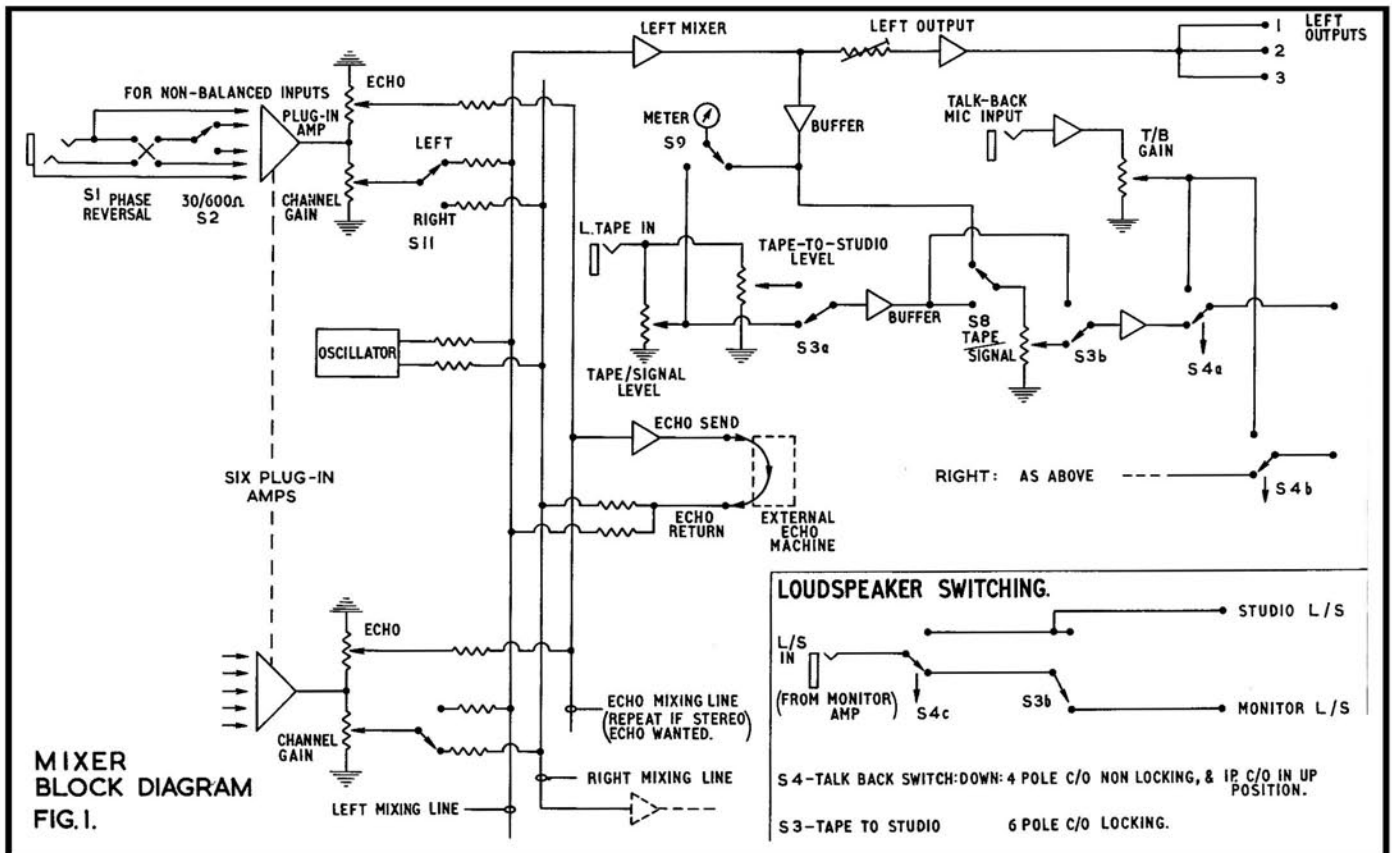 LEFT MIXER
LEFT OUTPUT
1
2
3
LEFT
OUTPUTS
ECHO
FOR NON-BALANCED INPUTS
PLUG-IN
AMP
S1 PHASE
REVERSAL
30/600Ω
S2
CHANNEL
GAIN
LEFT
RIGHT
S11
METER
S9
BUFFER
TALK-BACK
MIC INPUT
T/B
GAIN
L.TAPE IN
TAPE-TO-STUDIO
LEVEL
S3a
BUFFER
S8
TAPE
/SIGNAL
S3b
S4a
TAPE/SIGNAL
LEVEL
OSCILLATOR
ECHO SEND
ECHO
RETURN
EXTERNAL
ECHO
MACHINE
RIGHT: AS ABOVE
S4b
SIX PLUG-IN
AMPS
ECHO
CHANNEL
GAIN
ECHO MIXING LINE
(REPEAT IF STEREO
ECHO WANTED.)
RIGHT MIXING LINE
LEFT MIXING LINE
LOUDSPEAKER SWITCHING.
STUDIO L/S
L/S
IN
(FROM MONITOR
AMP)
S4c
S3b
MONITOR L/S
S4-TALK BACK SWITCH:DOWN: 4 POLE C/O NON LOCKING, & 1P. C/O IN UP
POSITION.
S3-TAPE TO STUDIO 6 POLE C/O LOCKING.
MIXER
BLOCK DIAGRAM
FIG.1.